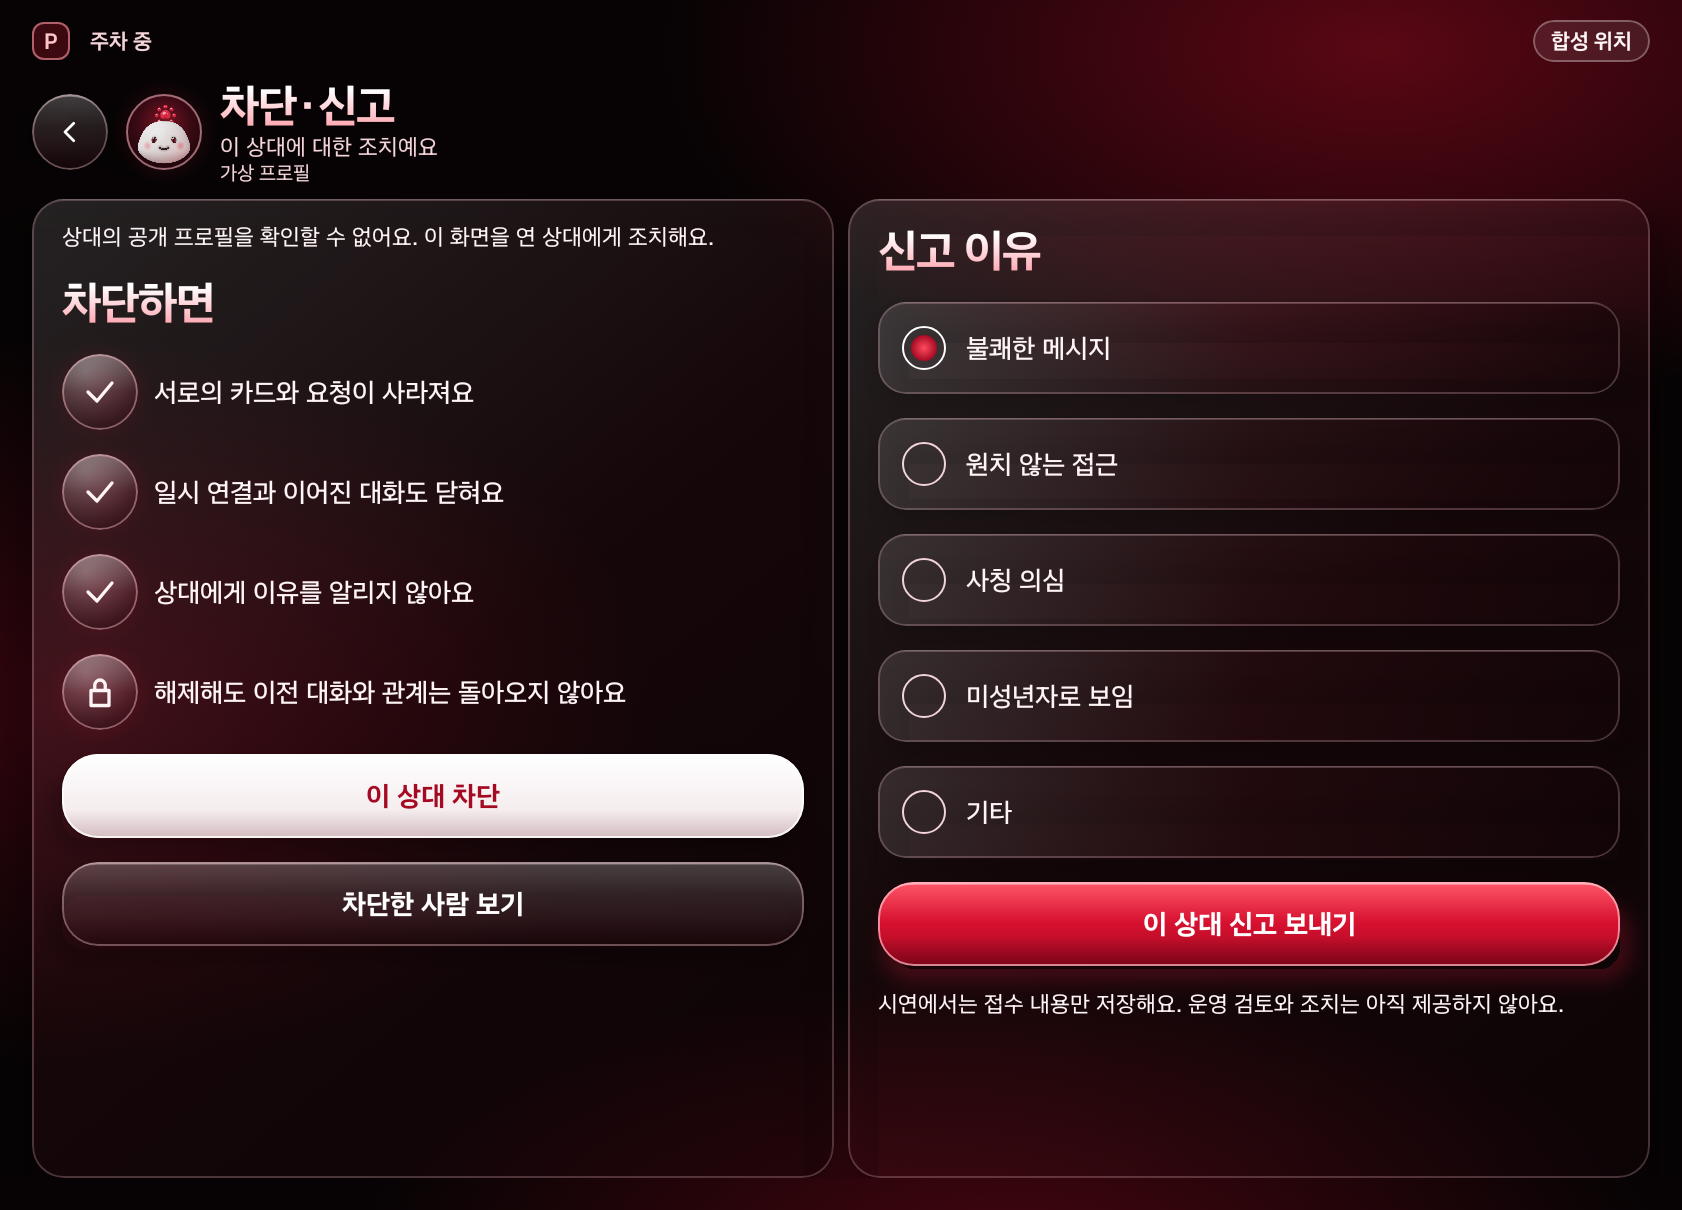 P 주차 중
합성 위치
차단·신고
이 상대에 대한 조치예요
가상 프로필
상대의 공개 프로필을 확인할 수 없어요. 이 화면을 연 상대에게 조치해요.
차단하면
서로의 카드와 요청이 사라져요
일시 연결과 이어진 대화도 닫혀요
상대에게 이유를 알리지 않아요
해제해도 이전 대화와 관계는 돌아오지 않아요
이 상대 차단
차단한 사람 보기
신고 이유
불쾌한 메시지
원치 않는 접근
사칭 의심
미성년자로 보임
기타
이 상대 신고 보내기
시연에서는 접수 내용만 저장해요. 운영 검토와 조치는 아직 제공하지 않아요.